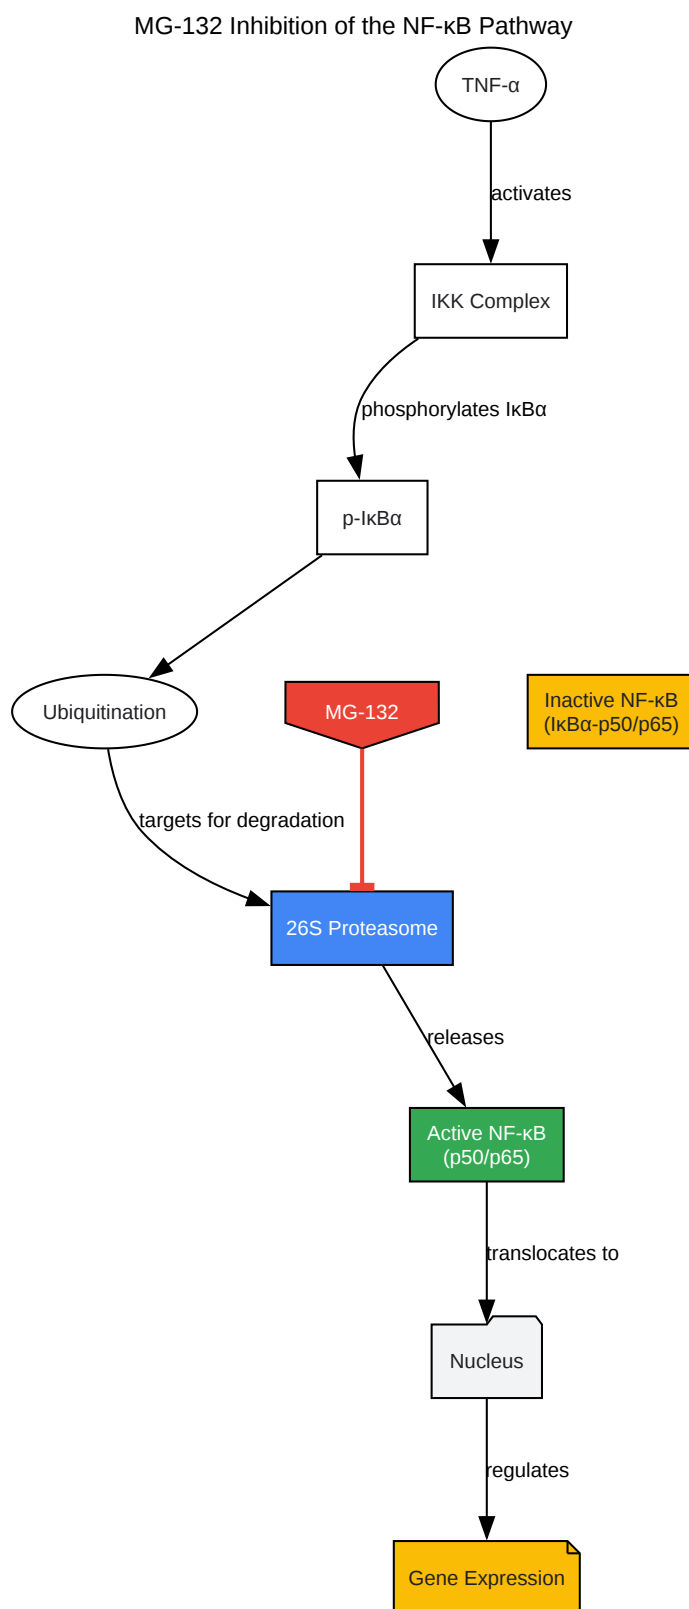 MG-132 Inhibition of the NF-κB Pathway
TNF-α
activates
IKK Complex
phosphorylates IκBα
p-IκBα
Ubiquitination
MG-132
Inactive NF-κB
(IκBα-p50/p65)
targets for degradation
26S Proteasome
releases
Active NF-κB
(p50/p65)
translocates to
Nucleus
regulates
Gene Expression